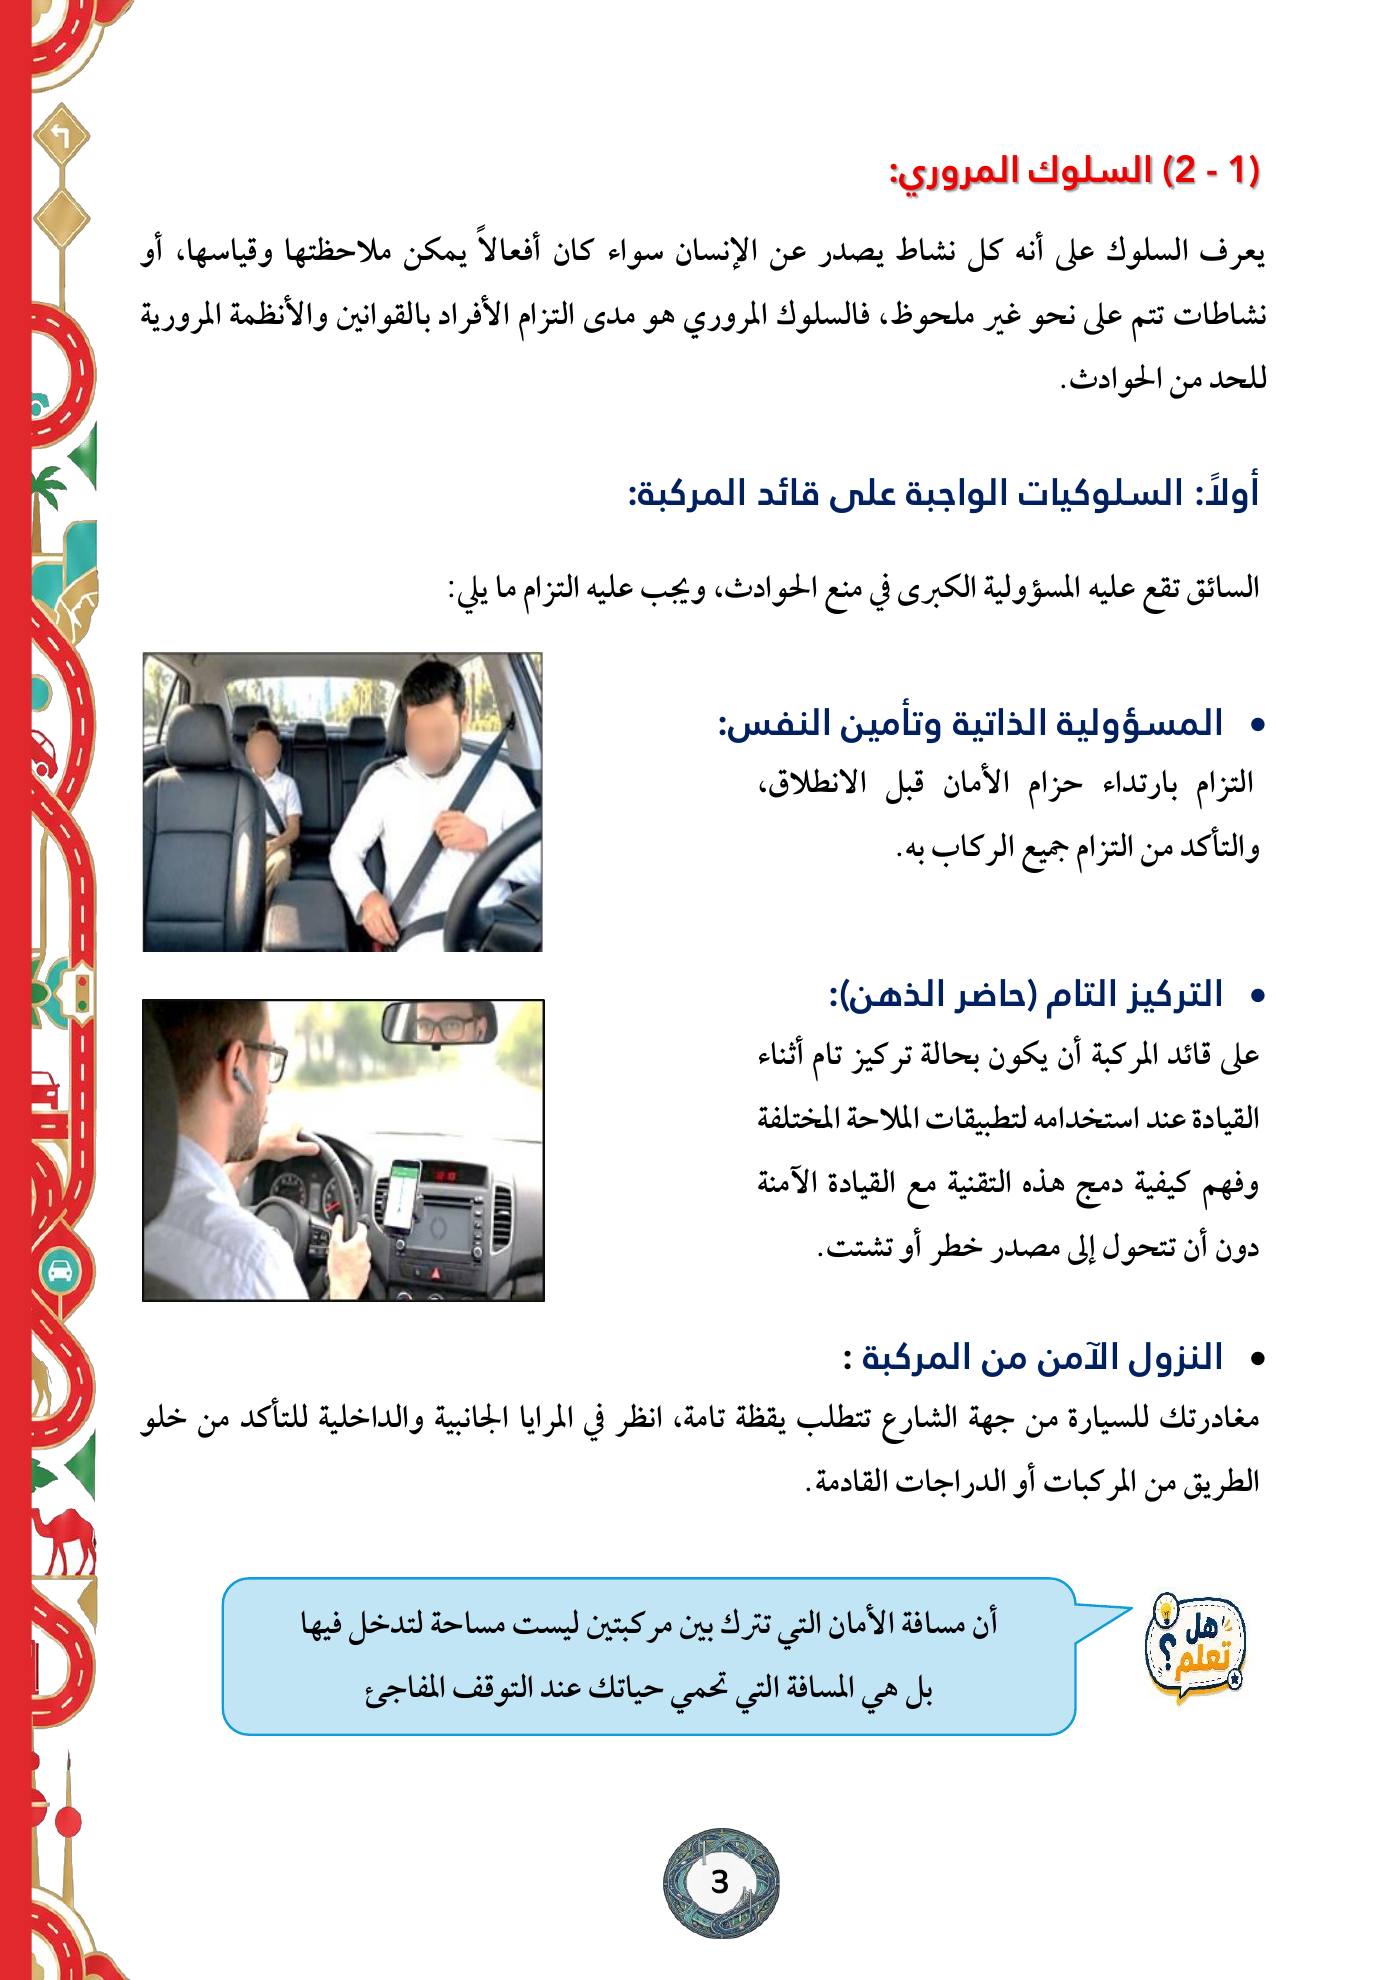 (1 - 2) السلوك المروري:
يعرف السلوك على أنه كل نشاط يصدر عن الإنسان سواء كان أفعالاً يمكن ملاحظتها وقياسها، أو
نشاطات تتم على نحو غير ملحوظ، فالسلوك المروري هو مدى التزام الأفراد بالقوانين والأنظمة المرورية
للحد من الحوادث.
أولاً: السلوكيات الواجبة على قائد المركبة:
السائق تقع عليه المسؤولية الكبرى في منع الحوادث، ويجب عليه التزام ما يلي:
• المسؤولية الذاتية وتأمين النفس:
التزام بارتداء حزام الأمان قبل الانطلاق،
والتأكد من التزام جميع الركاب به.
• التركيز التام (حاضر الذهن):
على قائد المركبة أن يكون بحالة تركيز تام أثناء
القيادة عند استخدامه لتطبيقات الملاحة المختلفة
وفهم كيفية دمج هذه التقنية مع القيادة الآمنة
دون أن تتحول إلى مصدر خطر أو تشتت.
• النزول الآمن من المركبة :
مغادرتك للسيارة من جهة الشارع تتطلب يقظة تامة، انظر في المرايا الجانبية والداخلية للتأكد من خلو
الطريق من المركبات أو الدراجات القادمة.
هل
تعلم؟
أن مسافة الأمان التي تترك بين مركبتين ليست مساحة لتدخل فيها
بل هي المسافة التي تحمي حياتك عند التوقف المفاجئ
3